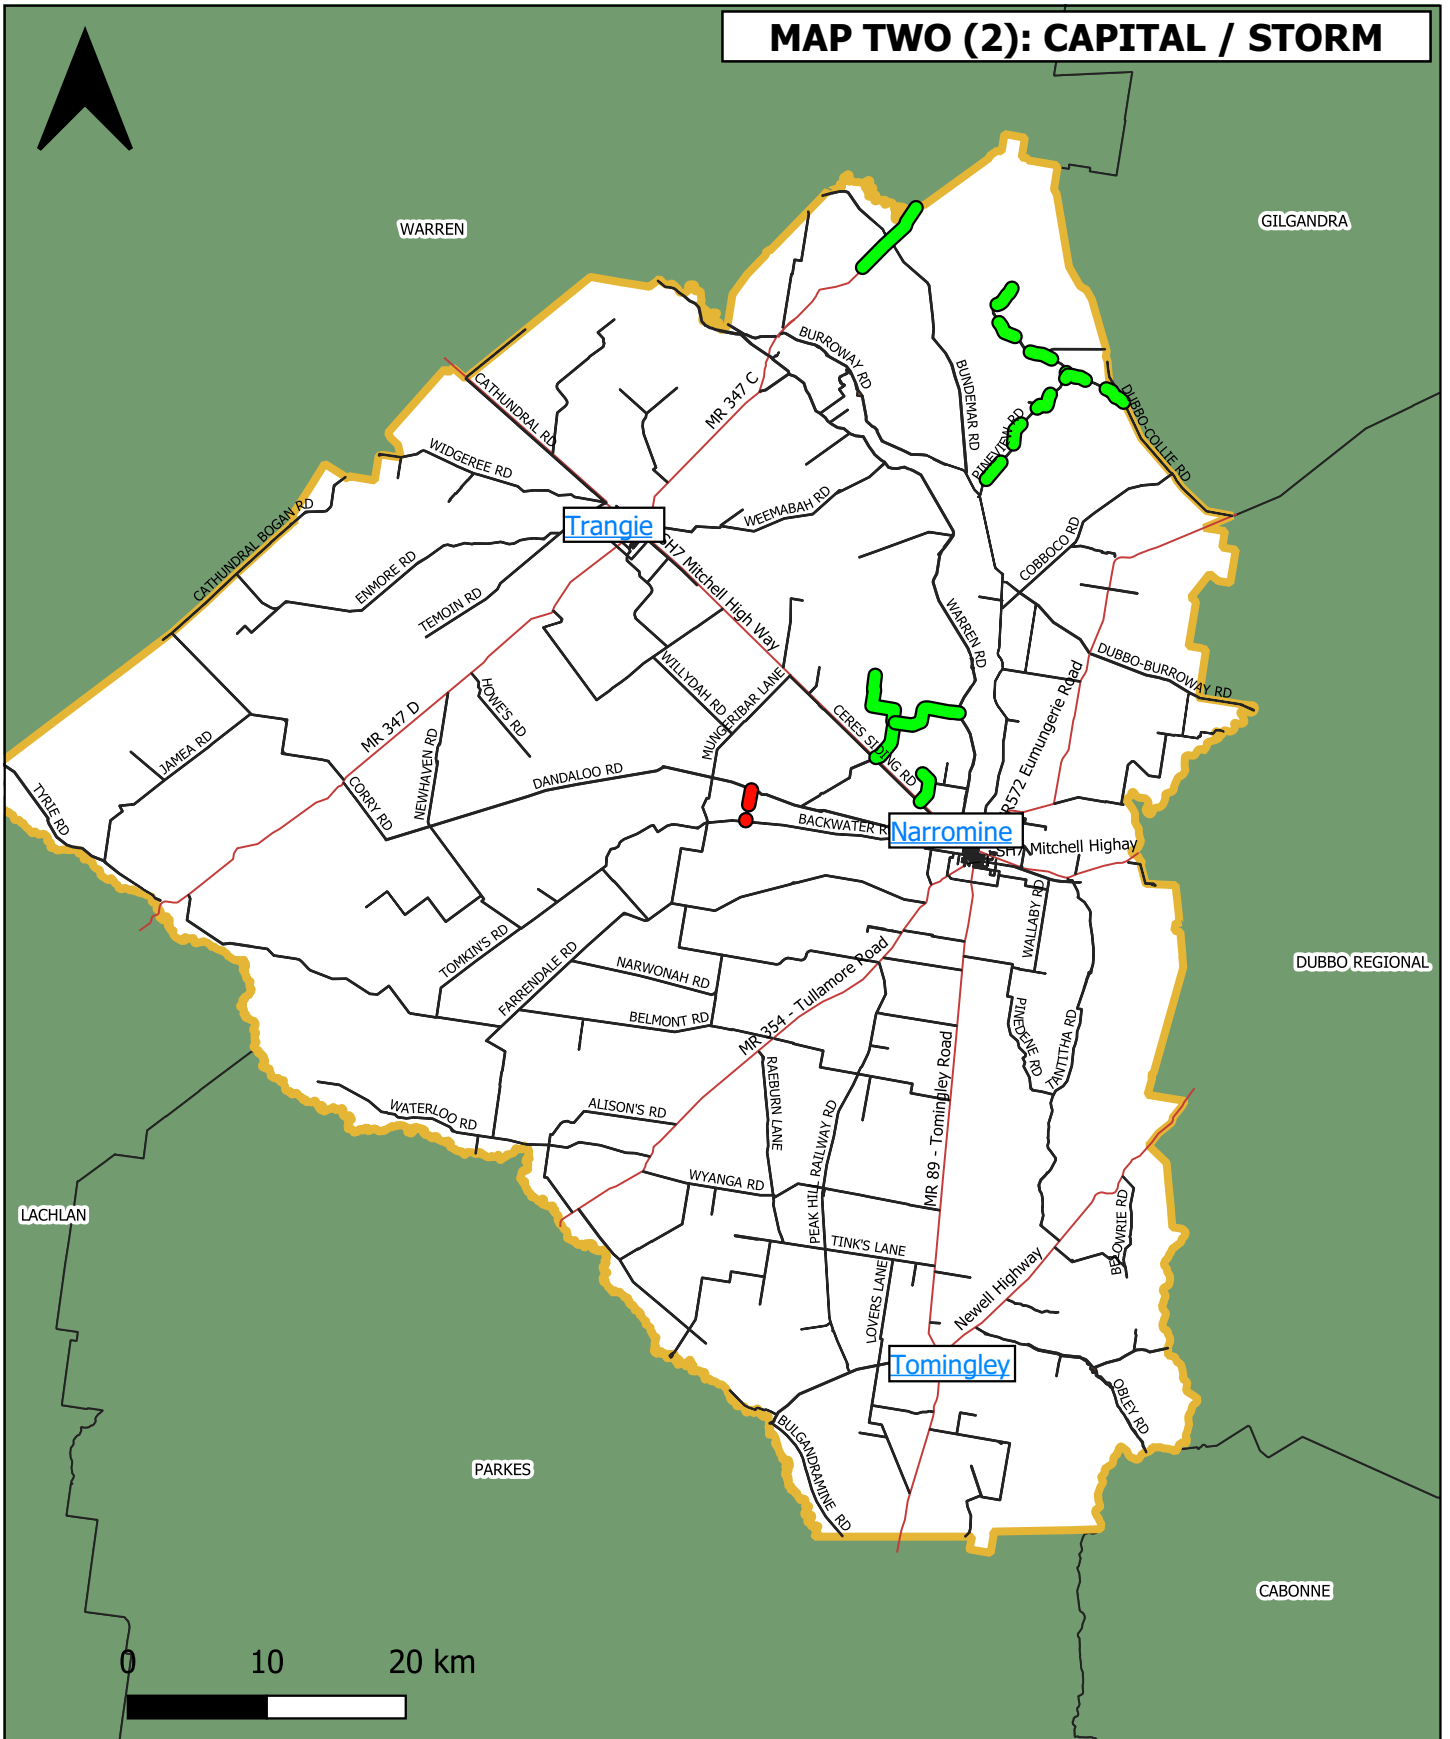 MAP TWO (2): CAPITAL / STORM
WARREN
GILGANDRA
BURROWAY RD
BUNDEMAR RD
MR 347 C
CATHUNDRAL RD
DUBBO-COLLIE RD
PINEVIEW RD
WIDGEREE RD
WEEMABAH RD
CATHUNDRAL BOGAN RD
Trangie
COBBOCO RD
ENMORE RD
TEMOIN RD
SH7 Mitchell High Way
WARREN RD
DUBBO-BURROWAY RD
WILLYDAH RD
MUNGERIBAR LANE
HOWE'S RD
MR 347 D
CERES SIDING RD
R572 Eumungerie Road
JAMEA RD
NEWHAVEN RD
DANDALOO RD
CORRY RD
TYRIE RD
BACKWATER R
Narromine
SH7 Mitchell Highay
WALLABY RD
TOMKIN'S RD
FARRENDALE RD
NARWONAH RD
DUBBO REGIONAL
BELMONT RD
MR 354 - Tullamore Road
PINEDENE RD
TANTITHA RD
RAEBURN LANE
MR 89 - Tomingley Road
WATERLOO RD
ALISON'S RD
PEAK HILL RAILWAY RD
WYANGA RD
LACHLAN
BELOWRIE RD
TINK'S LANE
LOVERS LANE
Newell Highway
Tomingley
OBLEY RD
BULGANDRAMINE RD
PARKES
CABONNE
0 10 20 km